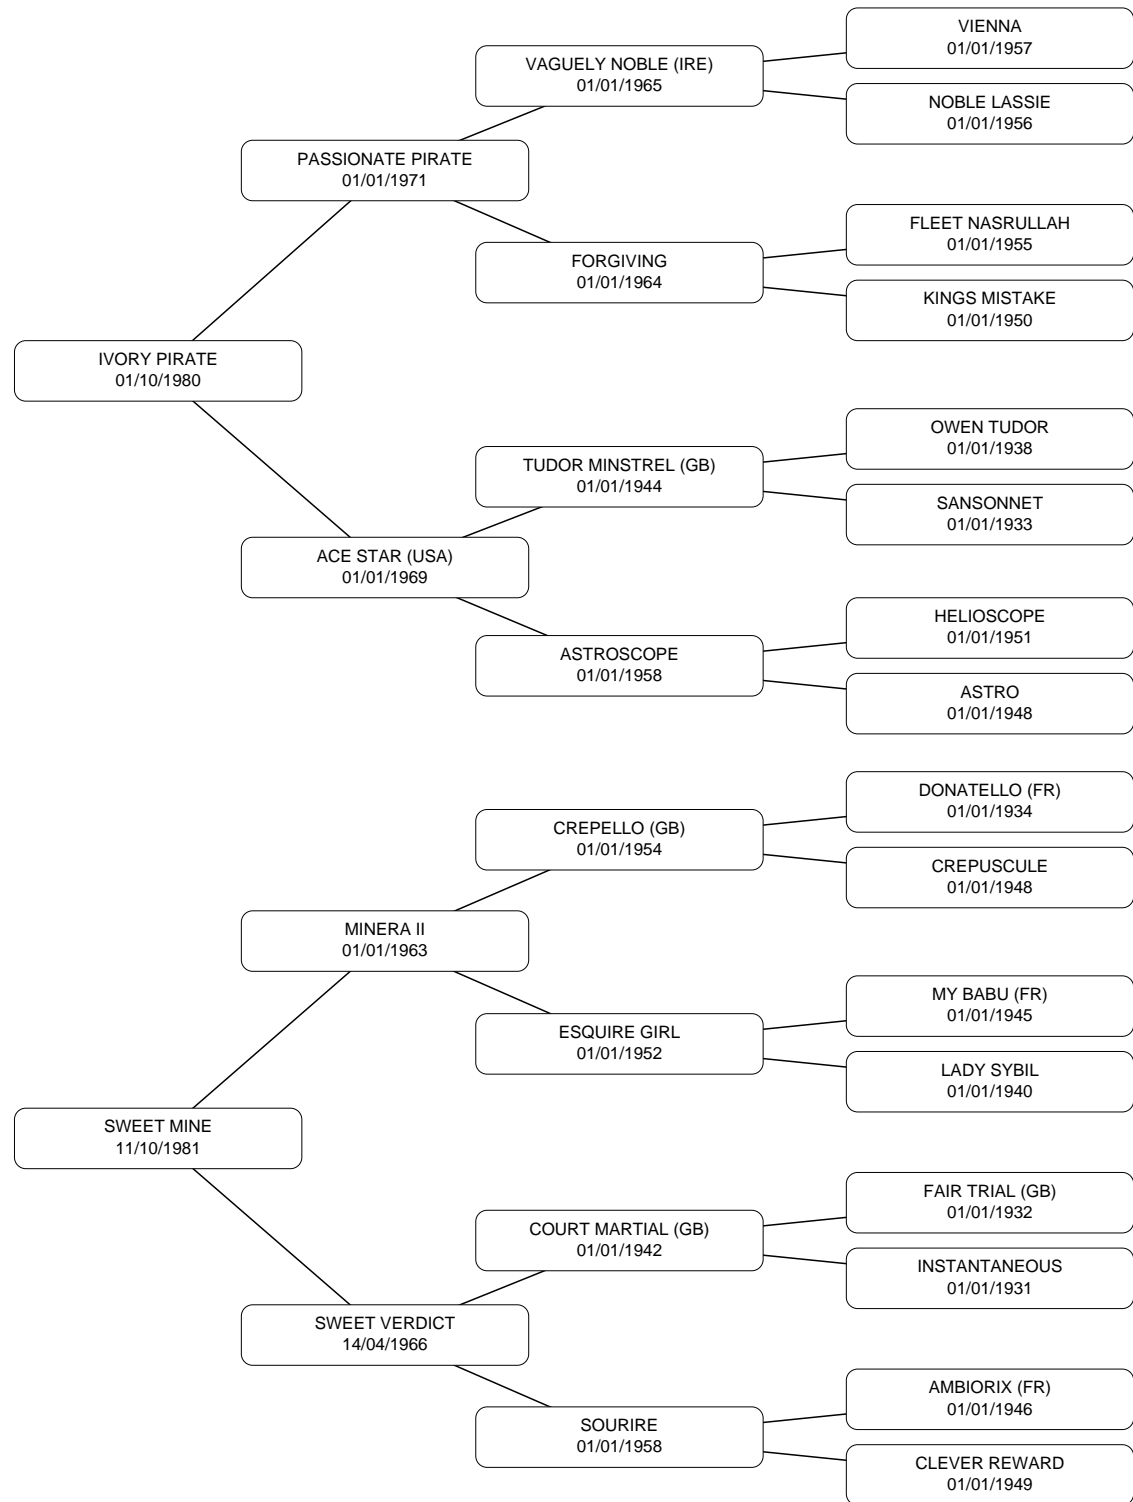 VIENNA
01/01/1957
VAGUELY NOBLE (IRE)
01/01/1965
NOBLE LASSIE
01/01/1956
PASSIONATE PIRATE
01/01/1971
FLEET NASRULLAH
01/01/1955
FORGIVING
01/01/1964
KINGS MISTAKE
01/01/1950
IVORY PIRATE
01/10/1980
OWEN TUDOR
01/01/1938
TUDOR MINSTREL (GB)
01/01/1944
SANSONNET
01/01/1933
ACE STAR (USA)
01/01/1969
HELIOSCOPE
01/01/1951
ASTROSCOPE
01/01/1958
ASTRO
01/01/1948
DONATELLO (FR)
01/01/1934
CREPELLO (GB)
01/01/1954
CREPUSCULE
01/01/1948
MINERA II
01/01/1963
MY BABU (FR)
01/01/1945
ESQUIRE GIRL
01/01/1952
LADY SYBIL
01/01/1940
SWEET MINE
11/10/1981
FAIR TRIAL (GB)
01/01/1932
COURT MARTIAL (GB)
01/01/1942
INSTANTANEOUS
01/01/1931
SWEET VERDICT
14/04/1966
AMBIORIX (FR)
01/01/1946
SOURIRE
01/01/1958
CLEVER REWARD
01/01/1949